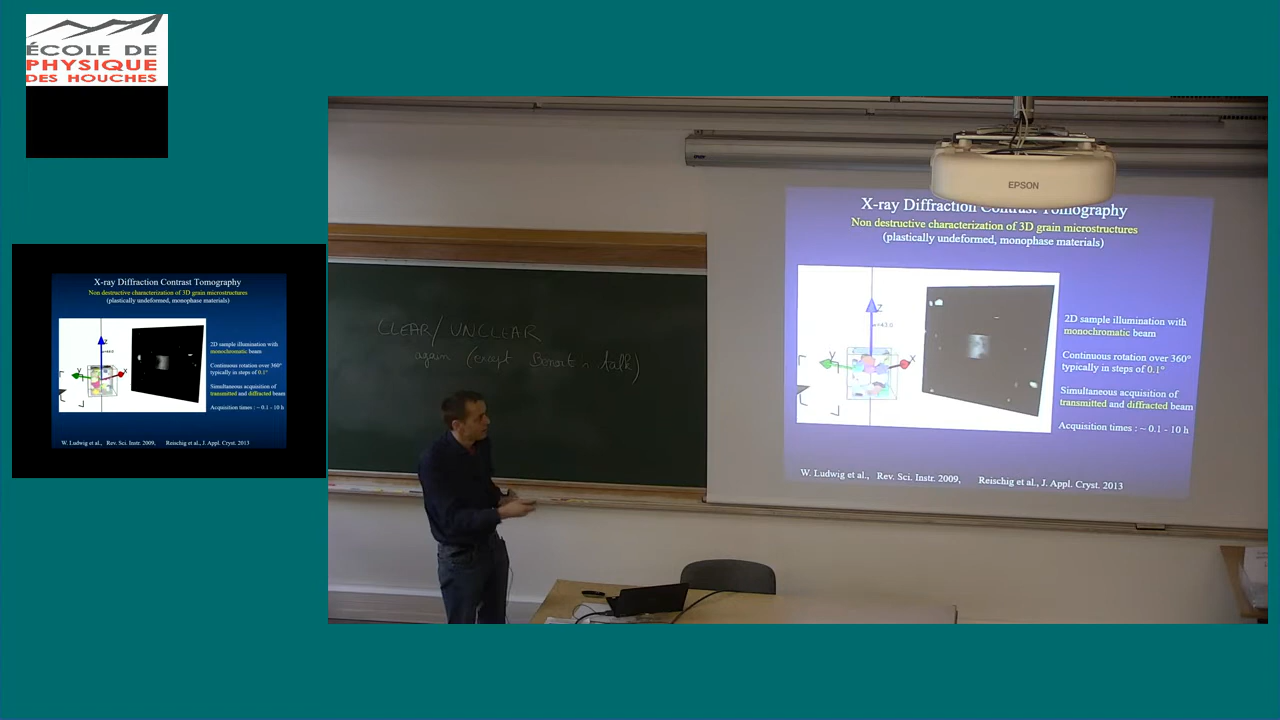 ÉCOLE DE
PHYSIQUE
DES HOUCHES
X-ray Diffraction Contrast Tomography
Non destructive characterization of 3D grain microstructures
(plastically undeformed, monophase materials)
Z
ω=43.0
Y
X
2D sample illumination with
monochromatic beam
Continuous rotation over 360°
typically in steps of 0.1°
Simultaneous acquisition of
transmitted and diffracted beam
Acquisition times : ~ 0.1 - 10 h
W. Ludwig et al., Rev. Sci. Instr. 2009, Reischig et al., J. Appl. Cryst. 2013
CLEAR/UNCLEAR
again (except talk)
EPSON
X-ray Diffraction Contrast Tomography
Non destructive characterization of 3D grain microstructures
(plastically undeformed, monophase materials)
Z
ω=43.0
Y
X
2D sample illumination with
monochromatic beam
Continuous rotation over 360°
typically in steps of 0.1°
Simultaneous acquisition of
transmitted and diffracted beam
Acquisition times : ~ 0.1 - 10 h
W. Ludwig et al., Rev. Sci. Instr. 2009, Reischig et al., J. Appl. Cryst. 2013